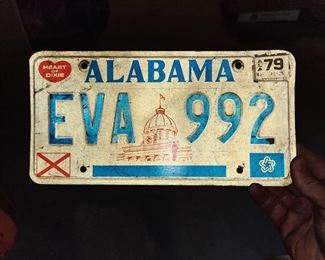 HEART
OF
DIXIE
ALABAMA
79
EVA 992